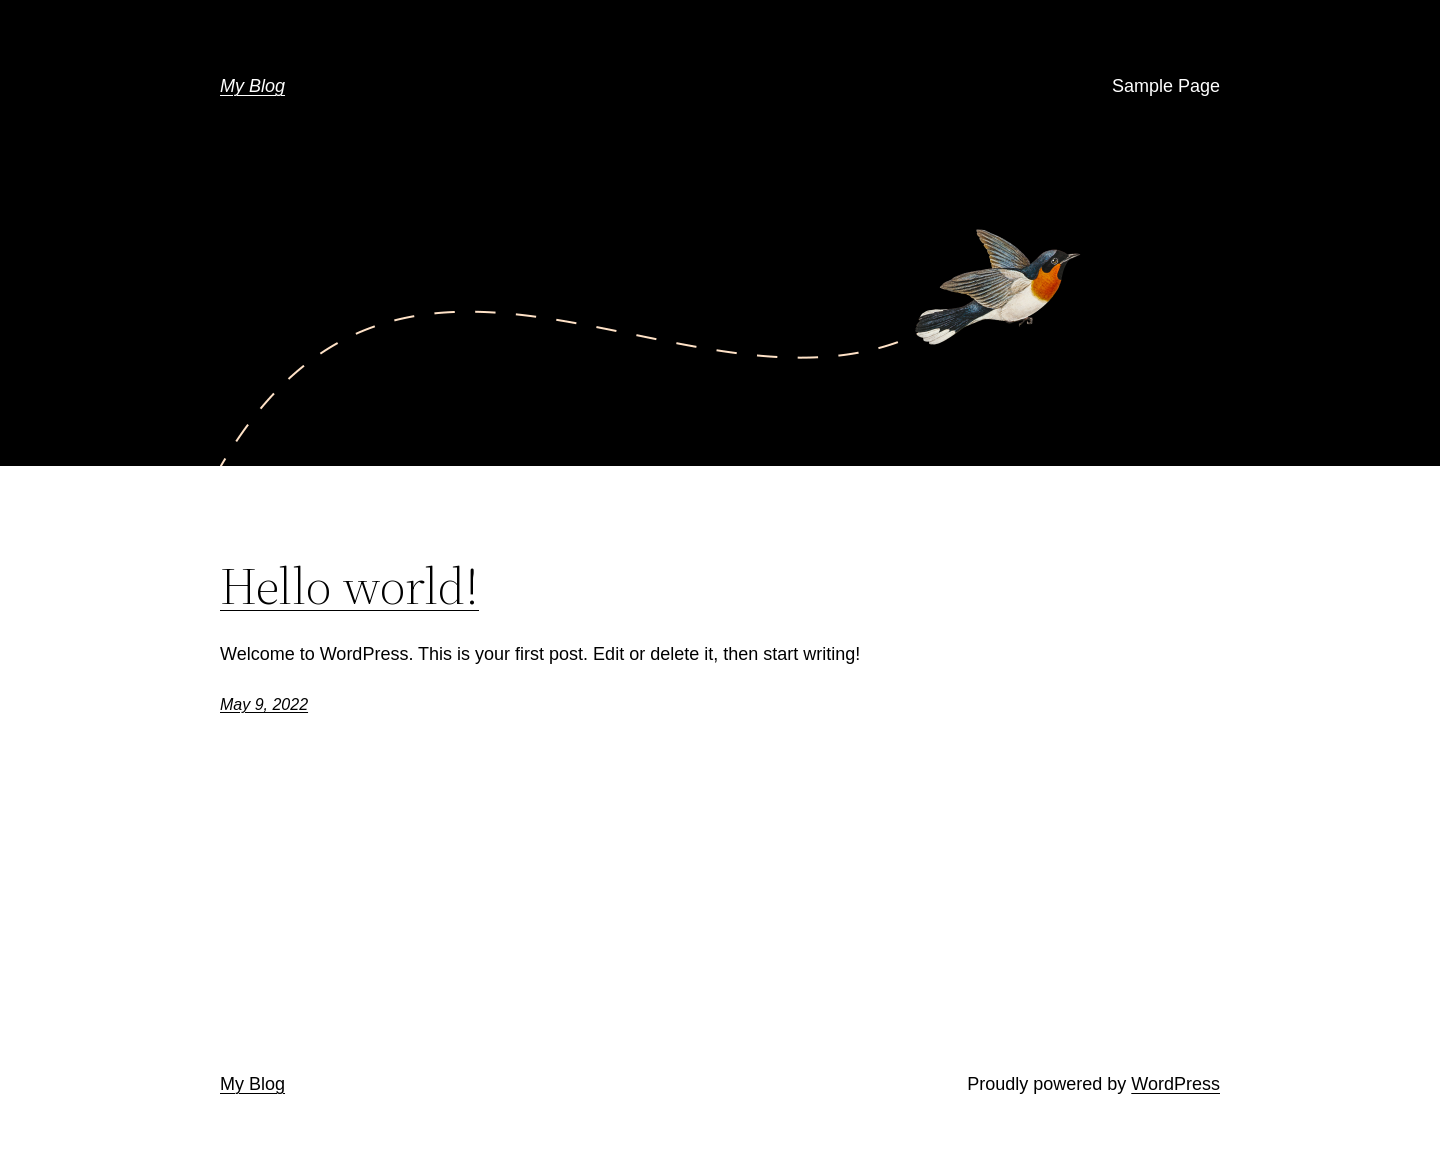 My Blog
Sample Page
Hello world!
Welcome to WordPress. This is your first post. Edit or delete it, then start writing!
May 9, 2022
My Blog
Proudly powered by WordPress